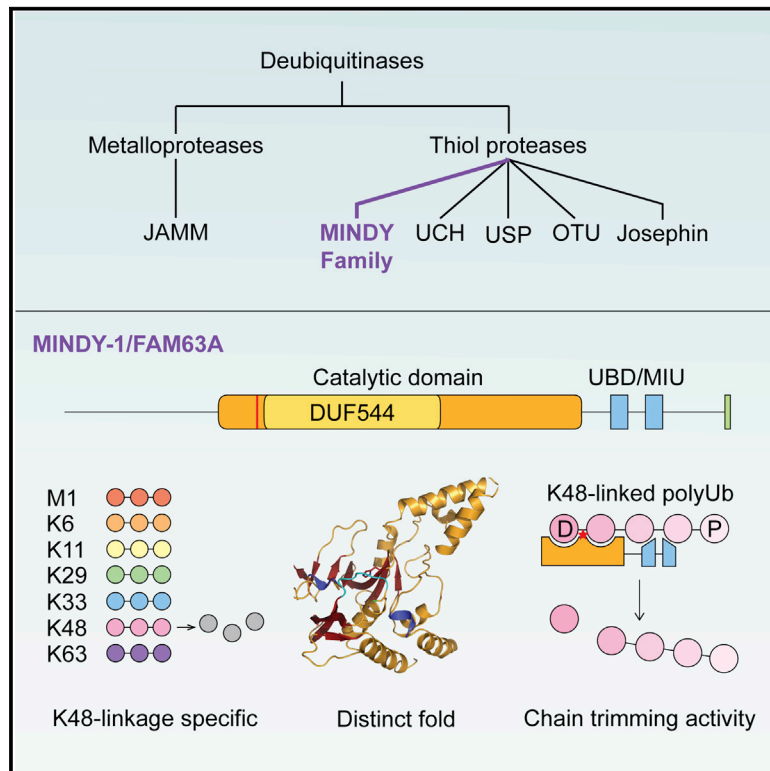 Deubiquitinases
Metalloproteases
Thiol proteases
JAMM
MINDY
Family
UCH
USP
OTU
Josephin
MINDY-1/FAM63A
Catalytic domain
UBD/MIU
DUF544
M1
K6
K11
K29
K33
K48
K63
K48-linked polyUb
D
P
K48-linkage specific
Distinct fold
Chain trimming activity